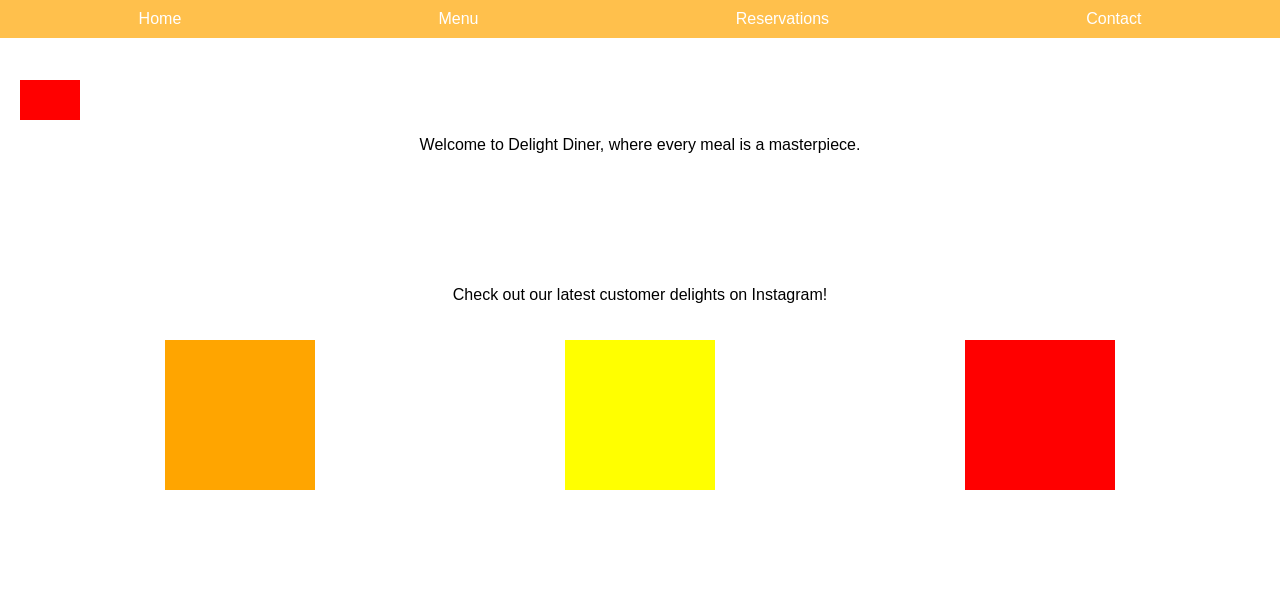 Home Menu Reservations Contact
Welcome to Delight Diner, where every meal is a masterpiece.
Check out our latest customer delights on Instagram!